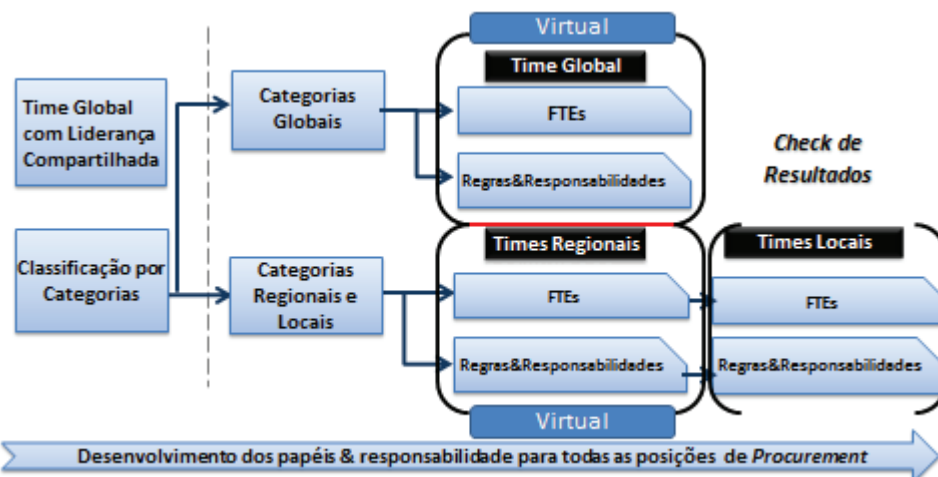 Virtual
Time Global
Time Global
com Liderança
Compartilhada
Categorias
Globais
FTEs
Regras&Responsabilidades
Check de
Resultados
Classificação por
Categorias
Categorias
Regionais e
Locais
Times Regionais
FTEs
Regras&Responsabilidades
Times Locais
FTEs
Regras&Responsabilidades
Virtual
Desenvolvimento dos papéis & responsabilidade para todas as posições de Procurement